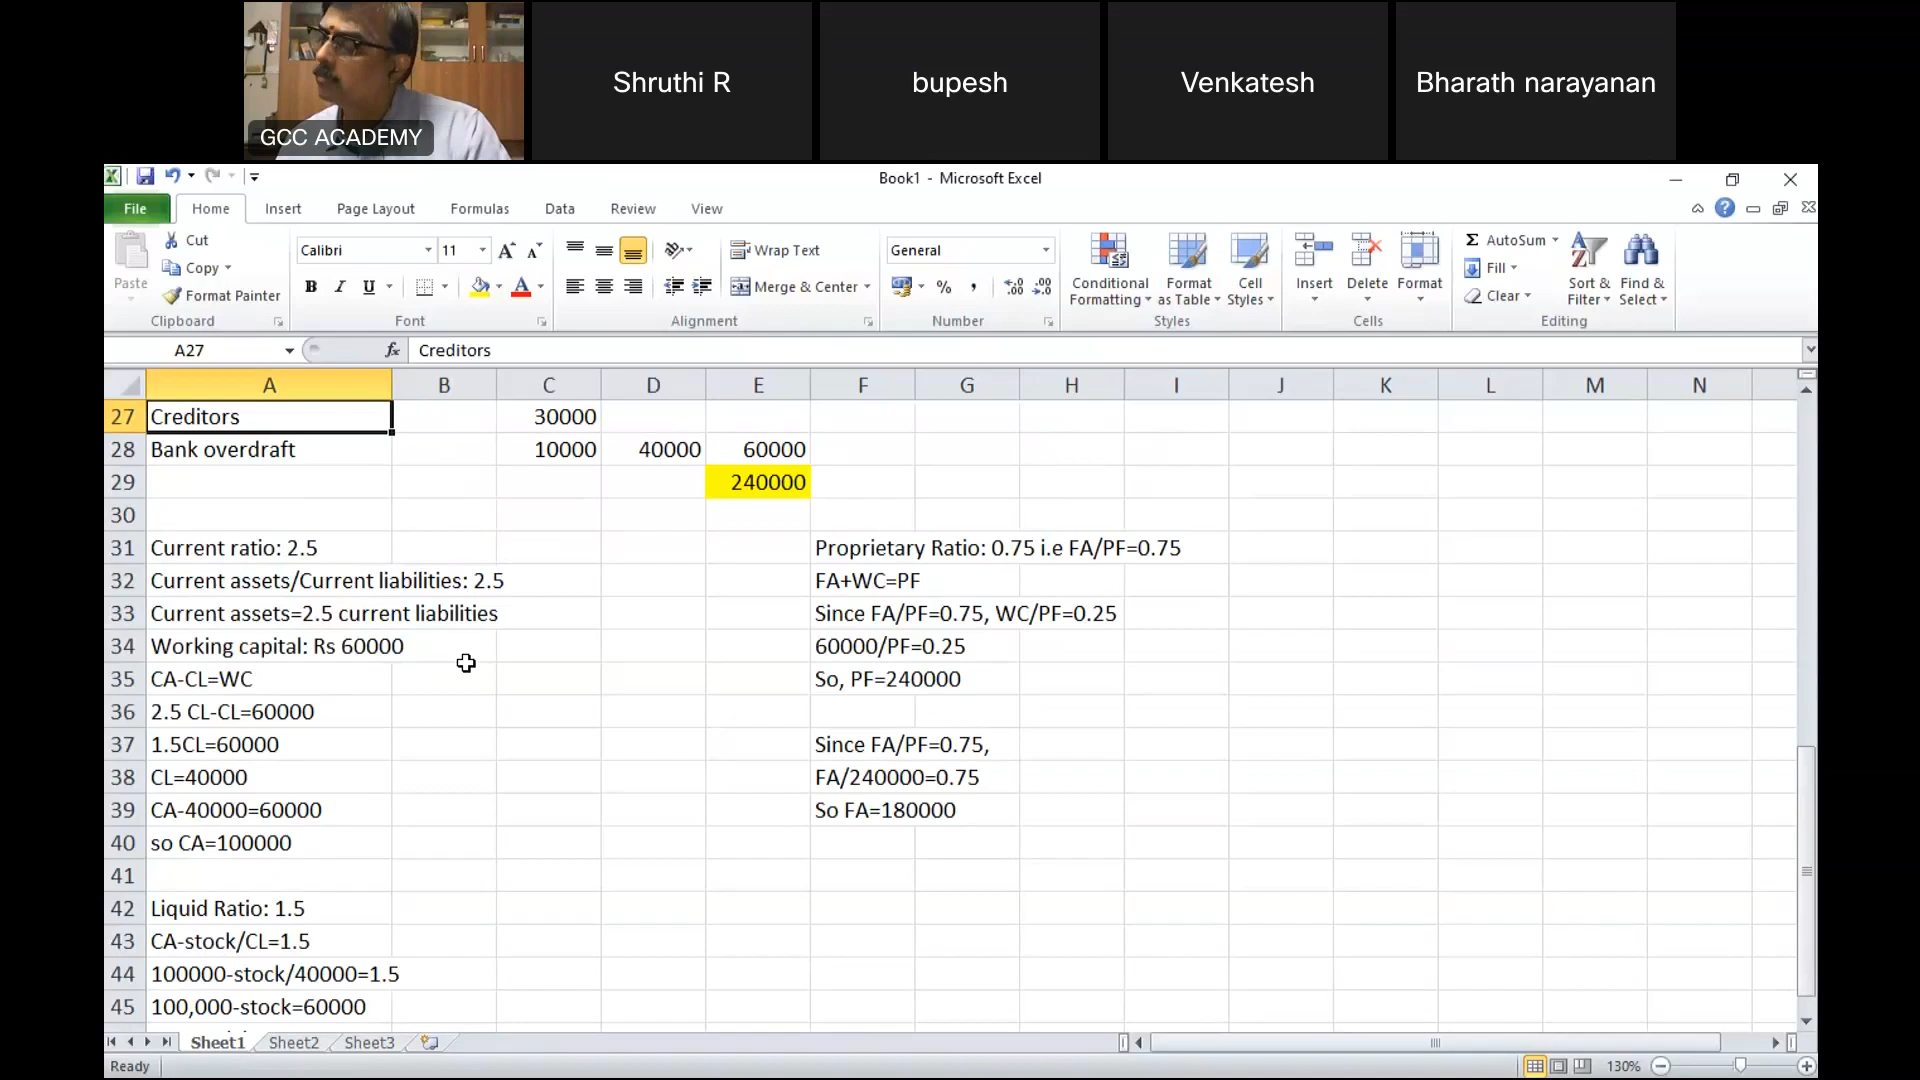 GCC ACADEMY
Shruthi R
bupesh
Venkatesh
Bharath narayanan
Book1 - Microsoft Excel
File Home Insert Page Layout Formulas Data Review View
Paste
Cut
Copy
Format Painter
Clipboard
Calibri 11
B I U
Font
Wrap Text
Merge & Center
Alignment
General
Number
Conditional Formatting
Format as Table
Cell Styles
Styles
Insert
Delete
Format
Cells
AutoSum
Fill
Clear
Sort & Filter
Find & Select
Editing
A27 fx Creditors
A B C D E F G H I J K L M N
27 Creditors 30000
28 Bank overdraft 10000 40000 60000
29 240000
30
31 Current ratio: 2.5 Proprietary Ratio: 0.75 i.e FA/PF=0.75
32 Current assets/Current liabilities: 2.5 FA+WC=PF
33 Current assets=2.5 current liabilities Since FA/PF=0.75, WC/PF=0.25
34 Working capital: Rs 60000 60000/PF=0.25
35 CA-CL=WC So, PF=240000
36 2.5 CL-CL=60000
37 1.5CL=60000 Since FA/PF=0.75,
38 CL=40000 FA/240000=0.75
39 CA-40000=60000 So FA=180000
40 so CA=100000
41
42 Liquid Ratio: 1.5
43 CA-stock/CL=1.5
44 100000-stock/40000=1.5
45 100,000-stock=60000
Sheet1 Sheet2 Sheet3
Ready 130%